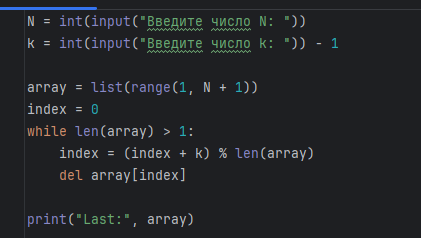 N = int(input("Введите число N: "))
k = int(input("Введите число k: ")) - 1
array = list(range(1, N + 1))
index = 0
while len(array) > 1:
    index = (index + k) % len(array)
    del array[index]
print("Last:", array)